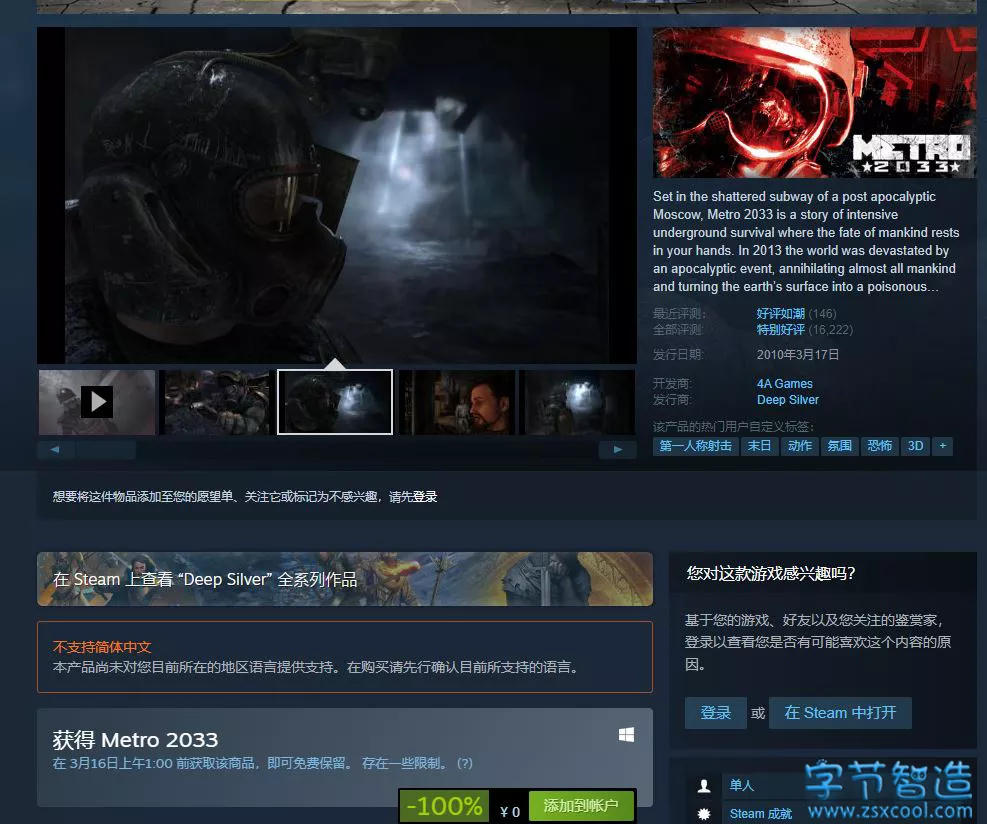 METRO
2033
Set in the shattered subway of a post apocalyptic
Moscow, Metro 2033 is a story of intensive
underground survival where the fate of mankind rests
in your hands. In 2013 the world was devastated by
an apocalyptic event, annihilating almost all mankind
and turning the earth's surface into a poisonous…
最近评测: 好评如潮 (146)
全部评测: 特别好评 (16,222)
发行日期: 2010年3月17日
开发商: 4A Games
发行商: Deep Silver
该产品的热门用户自定义标签:
第一人称射击 末日 动作 氛围 恐怖 3D +
想要将这件物品添加至您的愿望单、关注它或标记为不感兴趣，请先登录
在 Steam 上查看 “Deep Silver” 全系列作品
不支持简体中文
本产品尚未对您目前所在的地区语言提供支持。在购买请先行确认目前所支持的语言。
获得 Metro 2033
在 3月16日上午1:00 前获取该商品，即可免费保留。 存在一些限制。 (?)
-100% ¥ 0 添加到帐户
您对这款游戏感兴趣吗?
基于您的游戏、好友以及您关注的鉴赏家，
登录以查看您是否有可能喜欢这个内容的原
因。
登录 或 在 Steam 中打开
单人
Steam 成就
字节智造
www.zsxcool.com